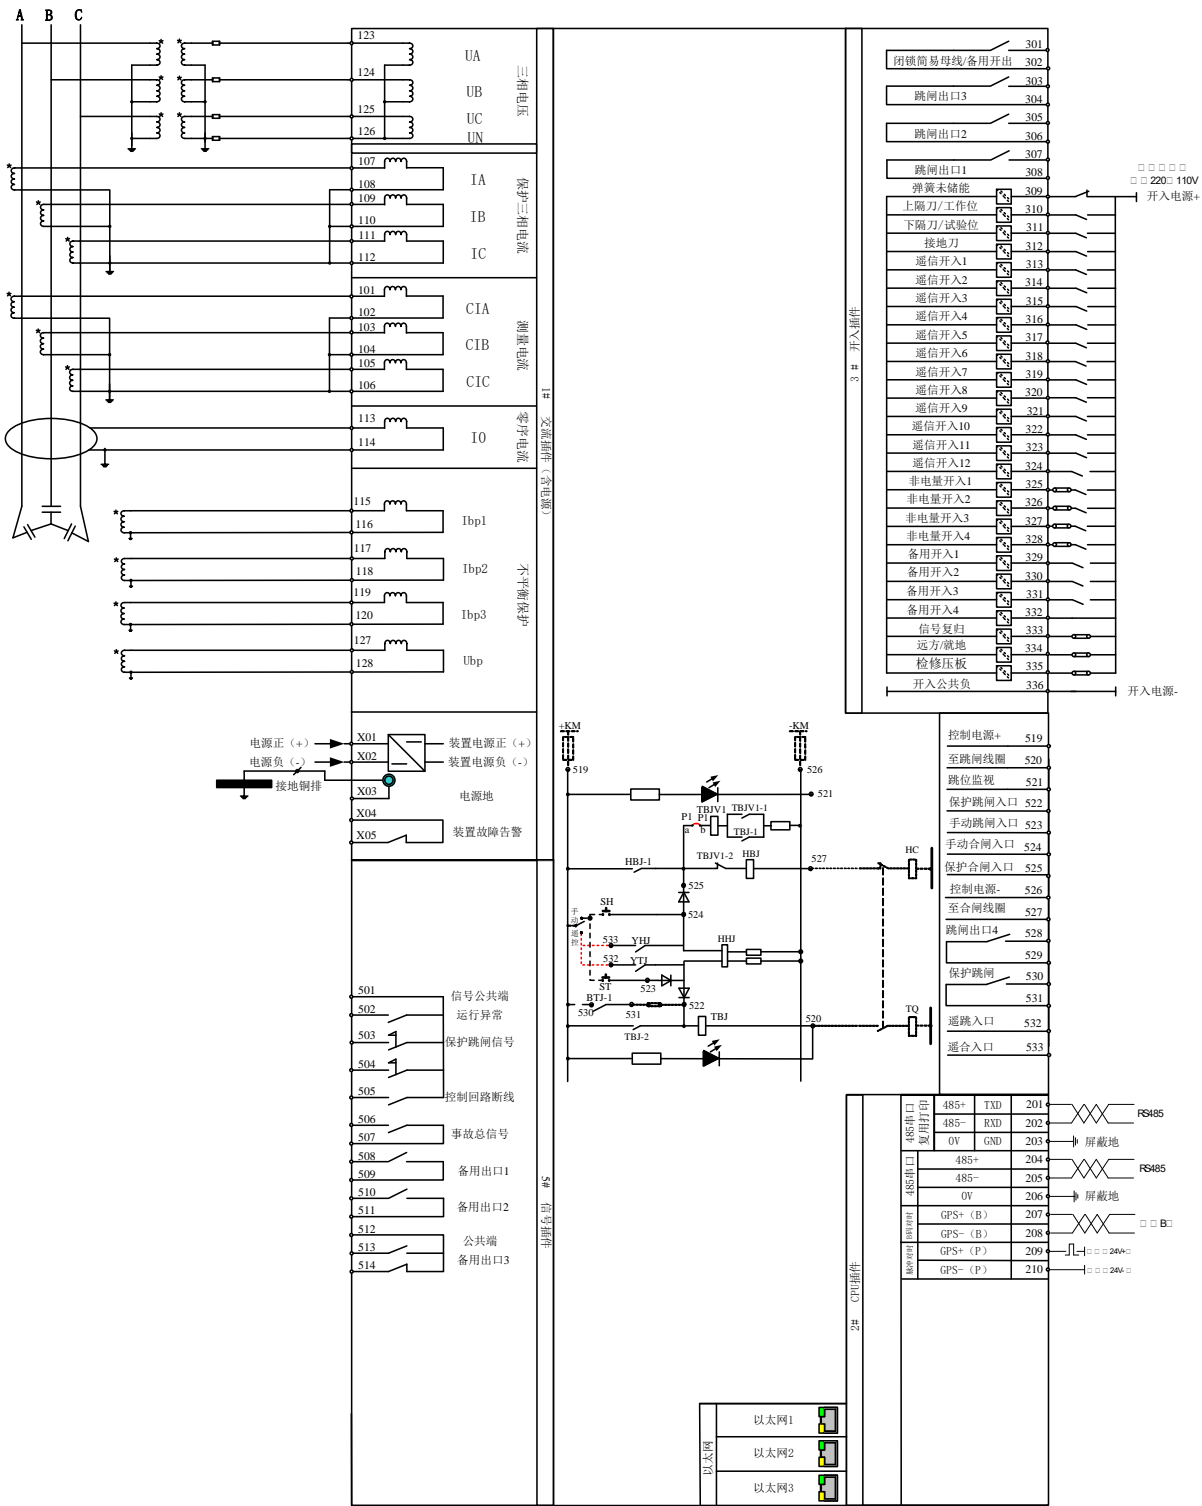 A B C
123
UA
124
UB
125
UC
126
UN
三相电压
107
IA
108
109
IB
110
111
IC
112
保护三相电流
101
CIA
102
103
CIB
104
105
CIC
106
测量电流
113
I0
114
零序电流
115
Ibp1
116
117
Ibp2
118
119
Ibp3
120
127
Ubp
128
不平衡保护
1# 交流插件（含电源）
电源正（+）
X01
装置电源正（+）
电源负（-）
X02
装置电源负（-）
接地铜排
X03
电源地
X04
装置故障告警
X05
501
信号公共端
502
运行异常
503
保护跳闸信号
504
505
控制回路断线
506
事故总信号
507
508
备用出口1
509
510
备用出口2
511
512
公共端
513
备用出口3
514
5# 信号插件
+KM
-KM
519
526
521
TBJV1
TBJV1-1
P1
P1
a
b
TBJ-1
HBJ-1
TBJV1-2
HBJ
527
HC
525
SH
524
手动
遥控
533
YHJ
HHJ
532
YTJ
ST
523
BTJ-1
530
531
522
TBJ
520
TQ
TBJ-2
301
闭锁简易母线/备用开出
302
303
跳闸出口3
304
305
跳闸出口2
306
307
跳闸出口1
308
弹簧未储能
309
上隔刀/工作位
310
下隔刀/试验位
311
接地刀
312
遥信开入1
313
遥信开入2
314
遥信开入3
315
遥信开入4
316
遥信开入5
317
遥信开入6
318
遥信开入7
319
遥信开入8
320
遥信开入9
321
遥信开入10
322
遥信开入11
323
遥信开入12
324
非电量开入1
325
非电量开入2
326
非电量开入3
327
非电量开入4
328
备用开入1
329
备用开入2
330
备用开入3
331
备用开入4
332
信号复归
333
远方/就地
334
检修压板
335
开入公共负
336
□ □ □ □ □
□ □ 220□ 110V
开入电源+
开入电源-
3# 开入插件
控制电源+ 519
至跳闸线圈 520
跳位监视 521
保护跳闸入口 522
手动跳闸入口 523
手动合闸入口 524
保护合闸入口 525
控制电源- 526
至合闸线圈 527
跳闸出口4 528
529
保护跳闸 530
531
遥跳入口 532
遥合入口 533
485串口
复用打印
485+ TXD 201
485- RXD 202
0V GND 203
RS485
屏蔽地
485串口
485+ 204
485- 205
0V 206
RS485
屏蔽地
B码对时
GPS+（B） 207
GPS-（B） 208
□ □ B□
脉冲对时
GPS+（P） 209
GPS-（P） 210
□ □ □ 24V+□
□ □ □ 24V-□
2# CPU插件
以太网
以太网1
以太网2
以太网3